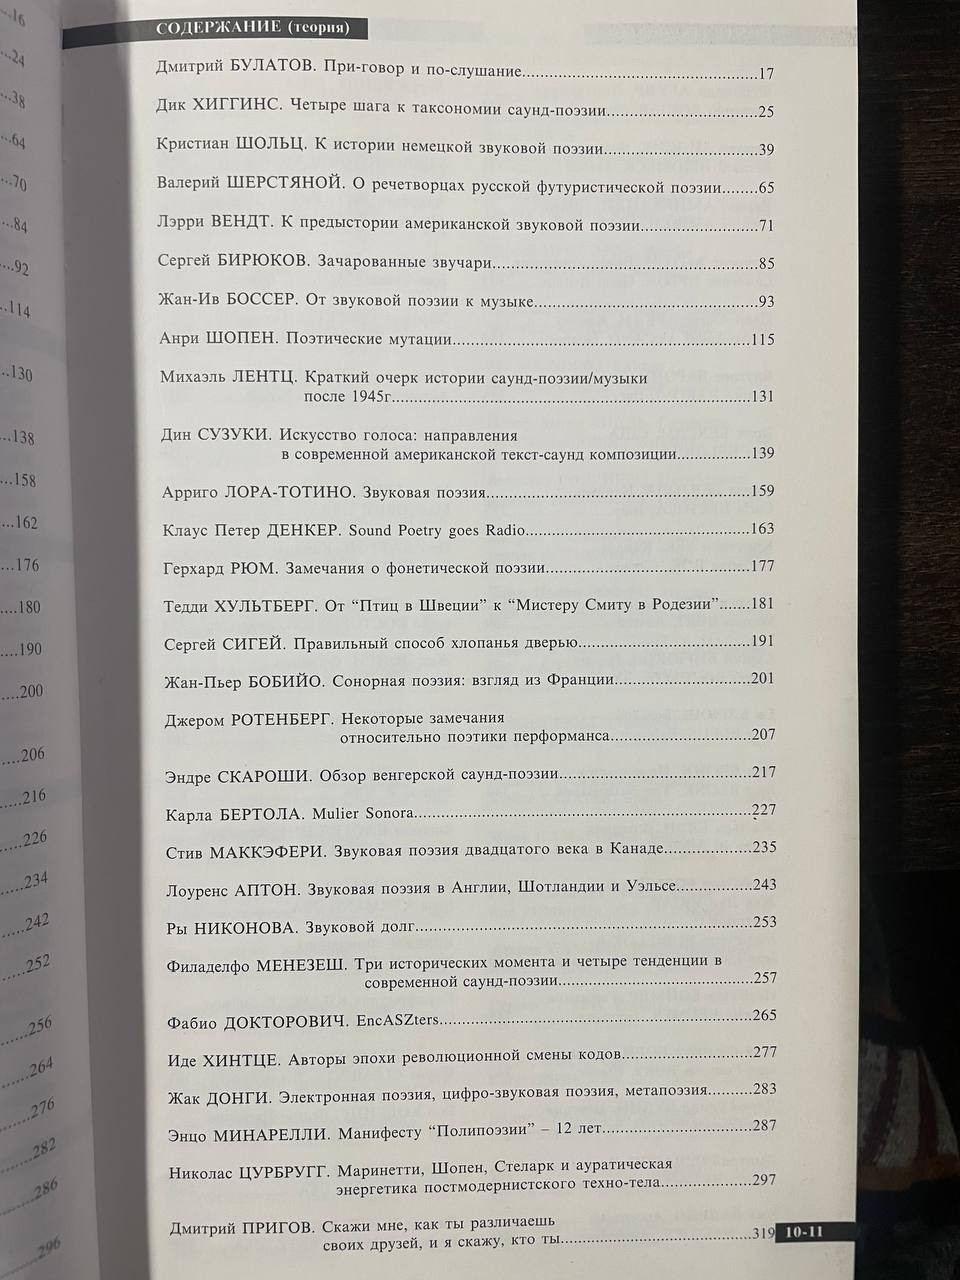 ...16
...24
...38
...64
...70
...84
...92
...114
...130
...138
...158
...162
...176
....180
....190
....200
....206
.....216
.....226
.....234
.....242
.....252
.....256
......264
......276
......282
......286
......296
СОДЕРЖАНИЕ (теория)
Дмитрий БУЛАТОВ. При-говор и по-слушание....17
Дик ХИГГИНС. Четыре шага к таксономии саунд-поэзии....25
Кристиан ШОЛЬЦ. К истории немецкой звуковой поэзии....39
Валерий ШЕРСТЯНОЙ. О речетворцах русской футуристической поэзии....65
Лэрри ВЕНДТ. К предыстории американской звуковой поэзии....71
Сергей БИРЮКОВ. Зачарованные звучари....85
Жан-Ив БОССЕР. От звуковой поэзии к музыке....93
Анри ШОПЕН. Поэтические мутации....115
Михаэль ЛЕНТЦ. Краткий очерк истории саунд-поэзии/музыки
после 1945г....131
Дин СУЗУКИ. Искусство голоса: направления
в современной американской текст-саунд композиции....139
Арриго ЛОРА-ТОТИНО. Звуковая поэзия....159
Клаус Петер ДЕНКЕР. Sound Poetry goes Radio....163
Герхард РЮМ. Замечания о фонетической поэзии....177
Тедди ХУЛЬТБЕРГ. От “Птиц в Швеции” к “Мистеру Смиту в Родезии”....181
Сергей СИГЕЙ. Правильный способ хлопанья дверью....191
Жан-Пьер БОБИЙО. Сонорная поэзия: взгляд из Франции....201
Джером РОТЕНБЕРГ. Некоторые замечания
относительно поэтики перформанса....207
Эндре СКАРОШИ. Обзор венгерской саунд-поэзии....217
Карла БЕРТОЛА. Mulier Sonora....227
Стив МАККЭФЕРИ. Звуковая поэзия двадцатого века в Канаде....235
Лоуренс АПТОН. Звуковая поэзия в Англии, Шотландии и Уэльсе....243
Ры НИКОНОВА. Звуковой долг....253
Филаделфо МЕНЕЗЕШ. Три исторических момента и четыре тенденции в
современной саунд-поэзии....257
Фабио ДОКТОРОВИЧ. EncASZters....265
Иде ХИНТЦЕ. Авторы эпохи революционной смены кодов....277
Жак ДОНГИ. Электронная поэзия, цифро-звуковая поэзия, метапоэзия....283
Энцо МИНАРЕЛЛИ. Манифесту “Полипоэзии” – 12 лет....287
Николас ЦУРБРУГГ. Маринетти, Шопен, Стеларк и ауратическая
энергетика постмодернистского техно-тела....297
Дмитрий ПРИГОВ. Скажи мне, как ты различаешь
своих друзей, и я скажу, кто ты....319
10-11